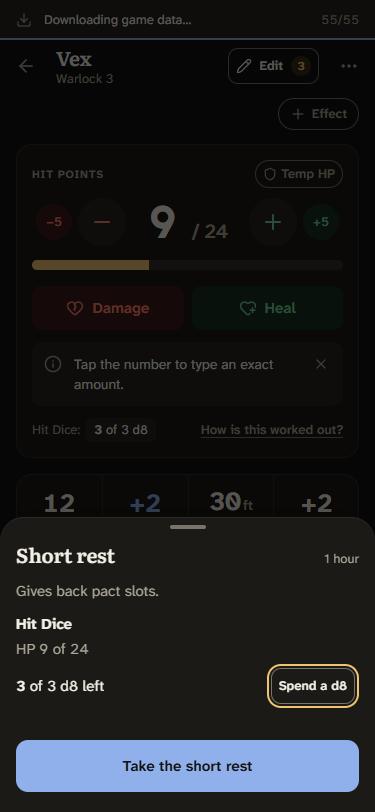 Downloading game data... 55/55
Vex
Warlock 3
Edit 3
Effect
HIT POINTS
Temp HP
−5
9 / 24
+5
Damage
Heal
Tap the number to type an exact
amount.
Hit Dice: 3 of 3 d8
How is this worked out?
12 +2 30 ft +2
Short rest
1 hour
Gives back pact slots.
Hit Dice
HP 9 of 24
3 of 3 d8 left
Spend a d8
Take the short rest